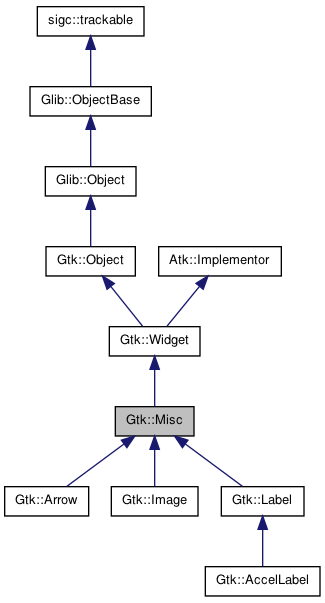 sigc::trackable
Glib::ObjectBase
Glib::Object
Gtk::Object
Atk::Implementor
Gtk::Widget
Gtk::Misc
Gtk::Arrow
Gtk::Image
Gtk::Label
Gtk::AccelLabel